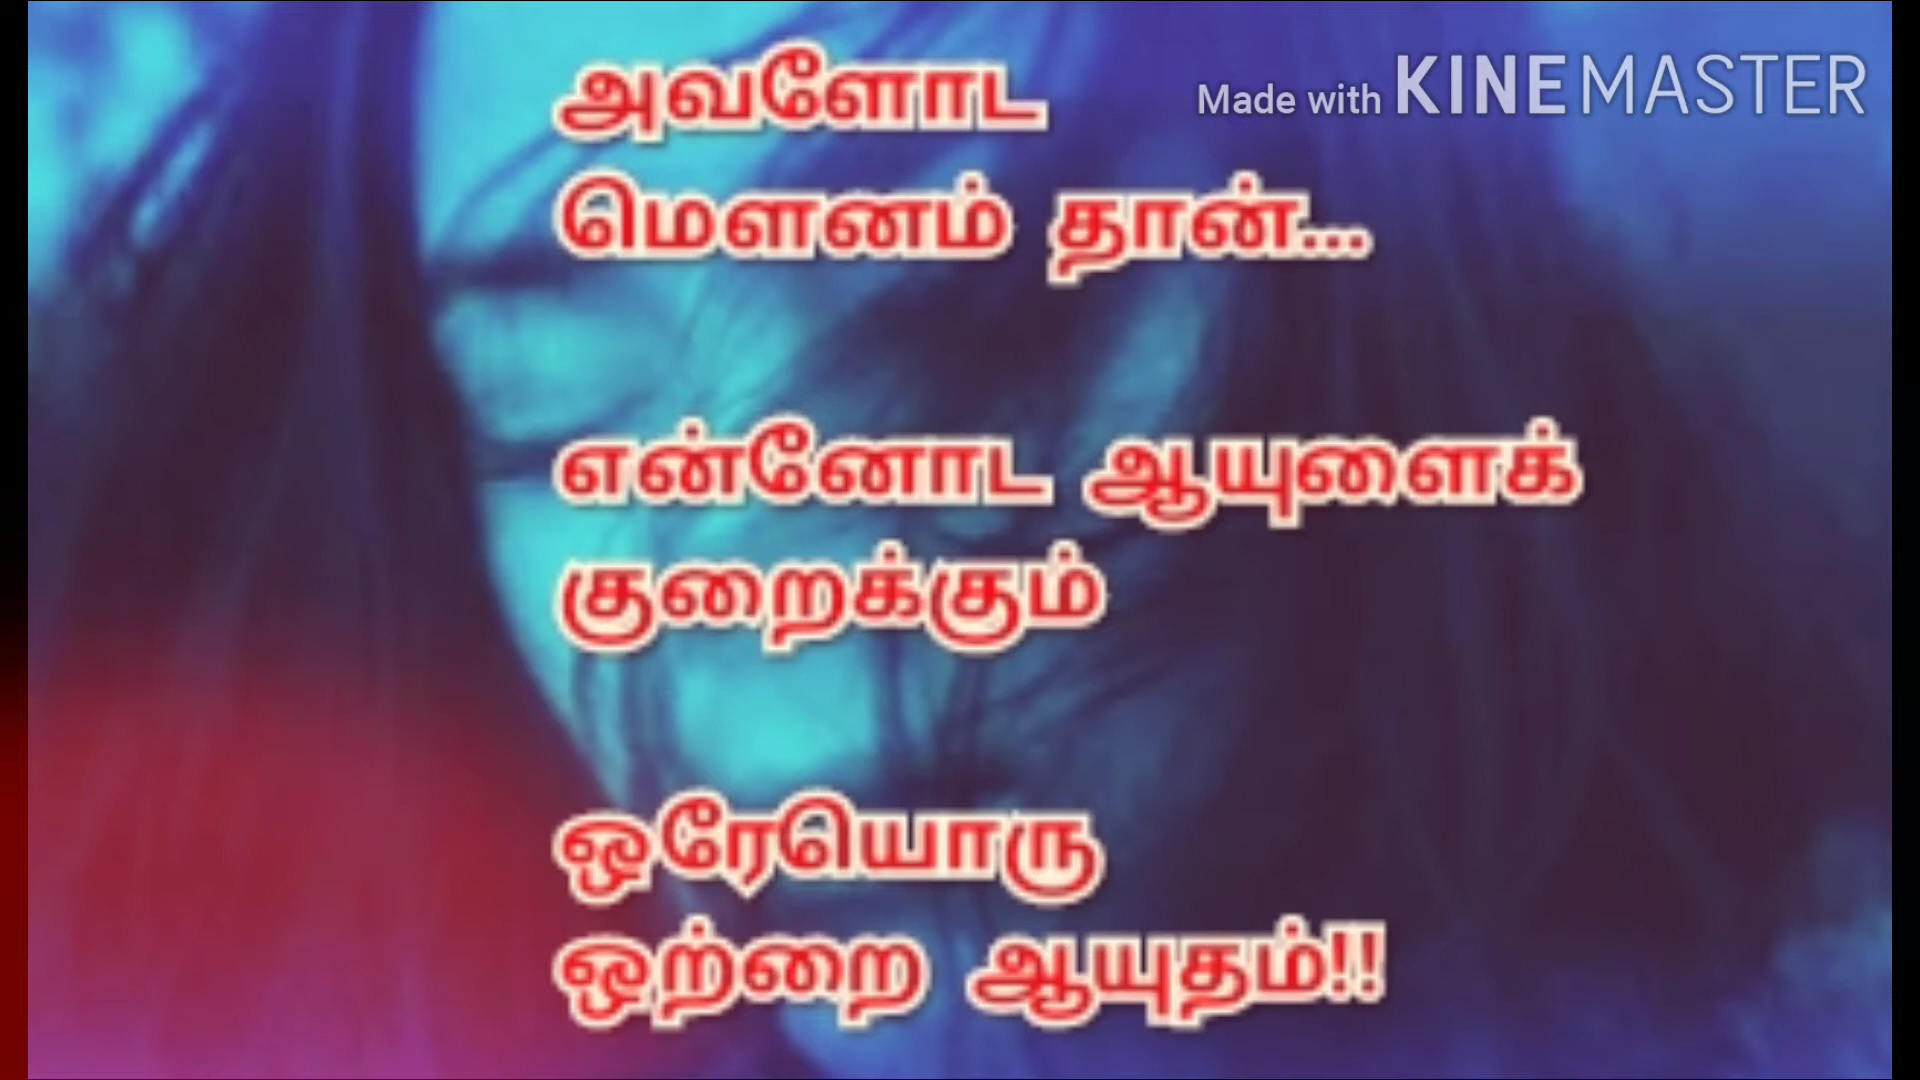 Made with KINEMASTER
அவளோட
மௌனம் தான்...
என்னோட ஆயுளைக்
குறைக்கும்
ஒரேயொரு
ஒற்றை ஆயுதம்!!